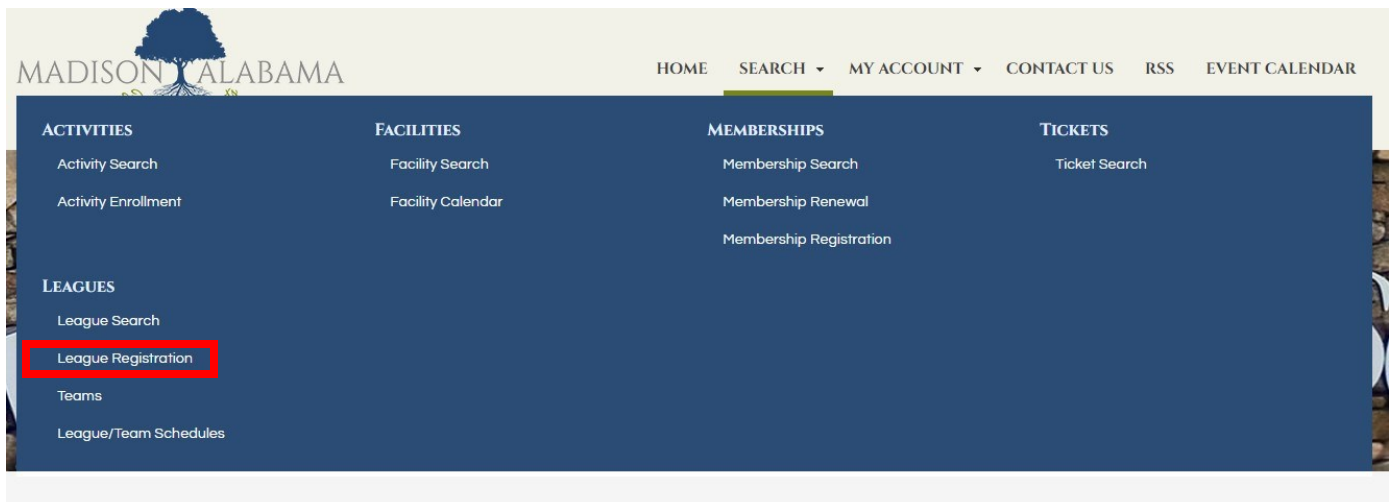 MADISON ALABAMA
HOME SEARCH MY ACCOUNT CONTACT US RSS EVENT CALENDAR
ACTIVITIES
Activity Search
Activity Enrollment
FACILITIES
Facility Search
Facility Calendar
MEMBERSHIPS
Membership Search
Membership Renewal
Membership Registration
TICKETS
Ticket Search
LEAGUES
League Search
League Registration
Teams
League/Team Schedules